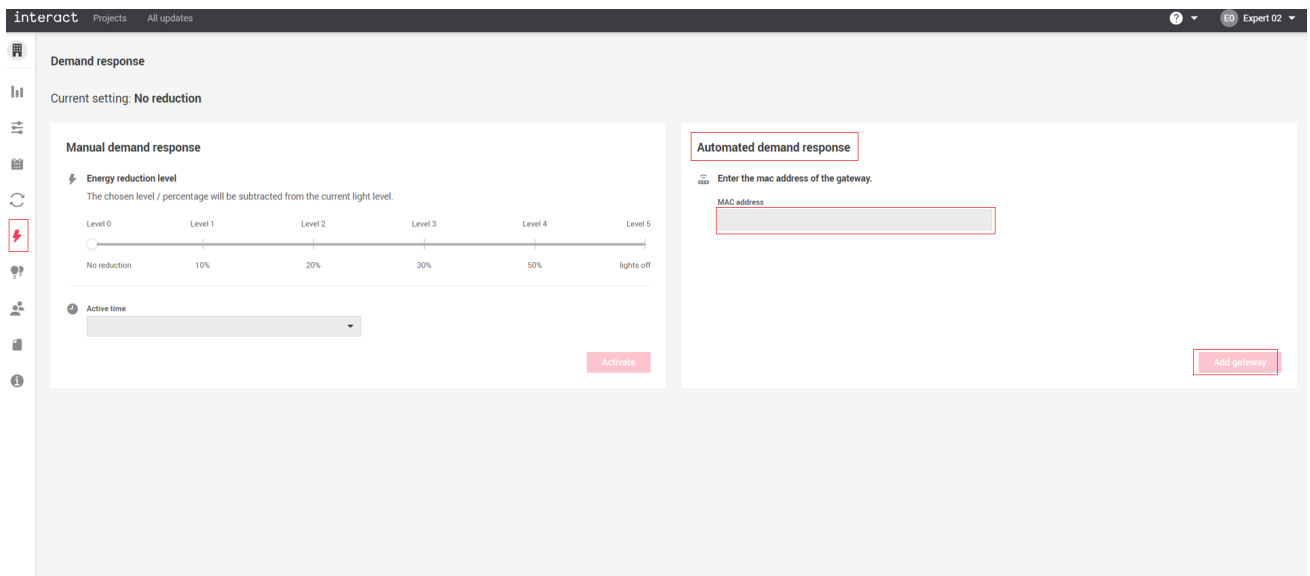 interact Projects All updates ? ED Expert 02
Demand response
Current setting: No reduction
Manual demand response
Energy reduction level
The chosen level / percentage will be subtracted from the current light level.
Level 0 Level 1 Level 2 Level 3 Level 4 Level 5
No reduction 10% 20% 30% 50% lights off
Active time
Activate
Automated demand response
Enter the mac address of the gateway.
MAC address
Add gateway